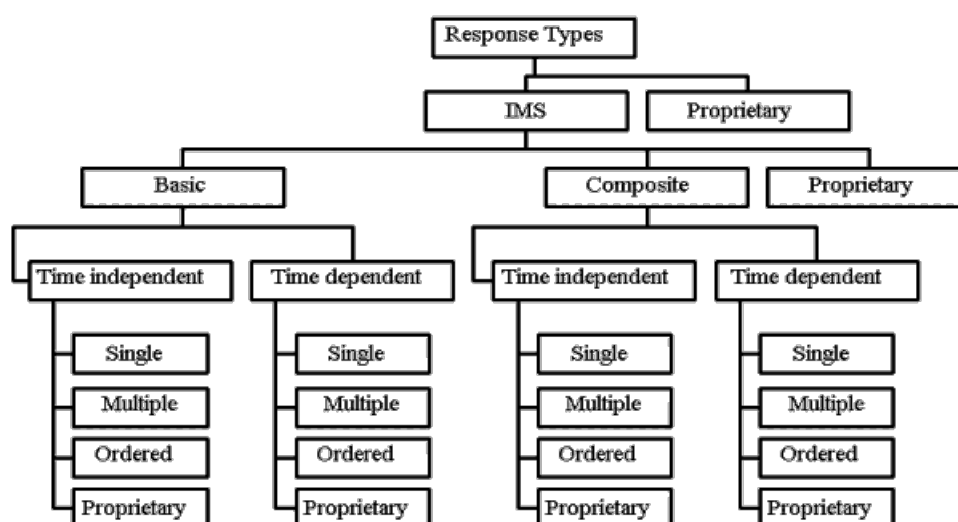 Response Types
IMS
Proprietary
Basic
Composite
Proprietary
Time independent
Time dependent
Time independent
Time dependent
Single
Single
Single
Single
Multiple
Multiple
Multiple
Multiple
Ordered
Ordered
Ordered
Ordered
Proprietary
Proprietary
Proprietary
Proprietary